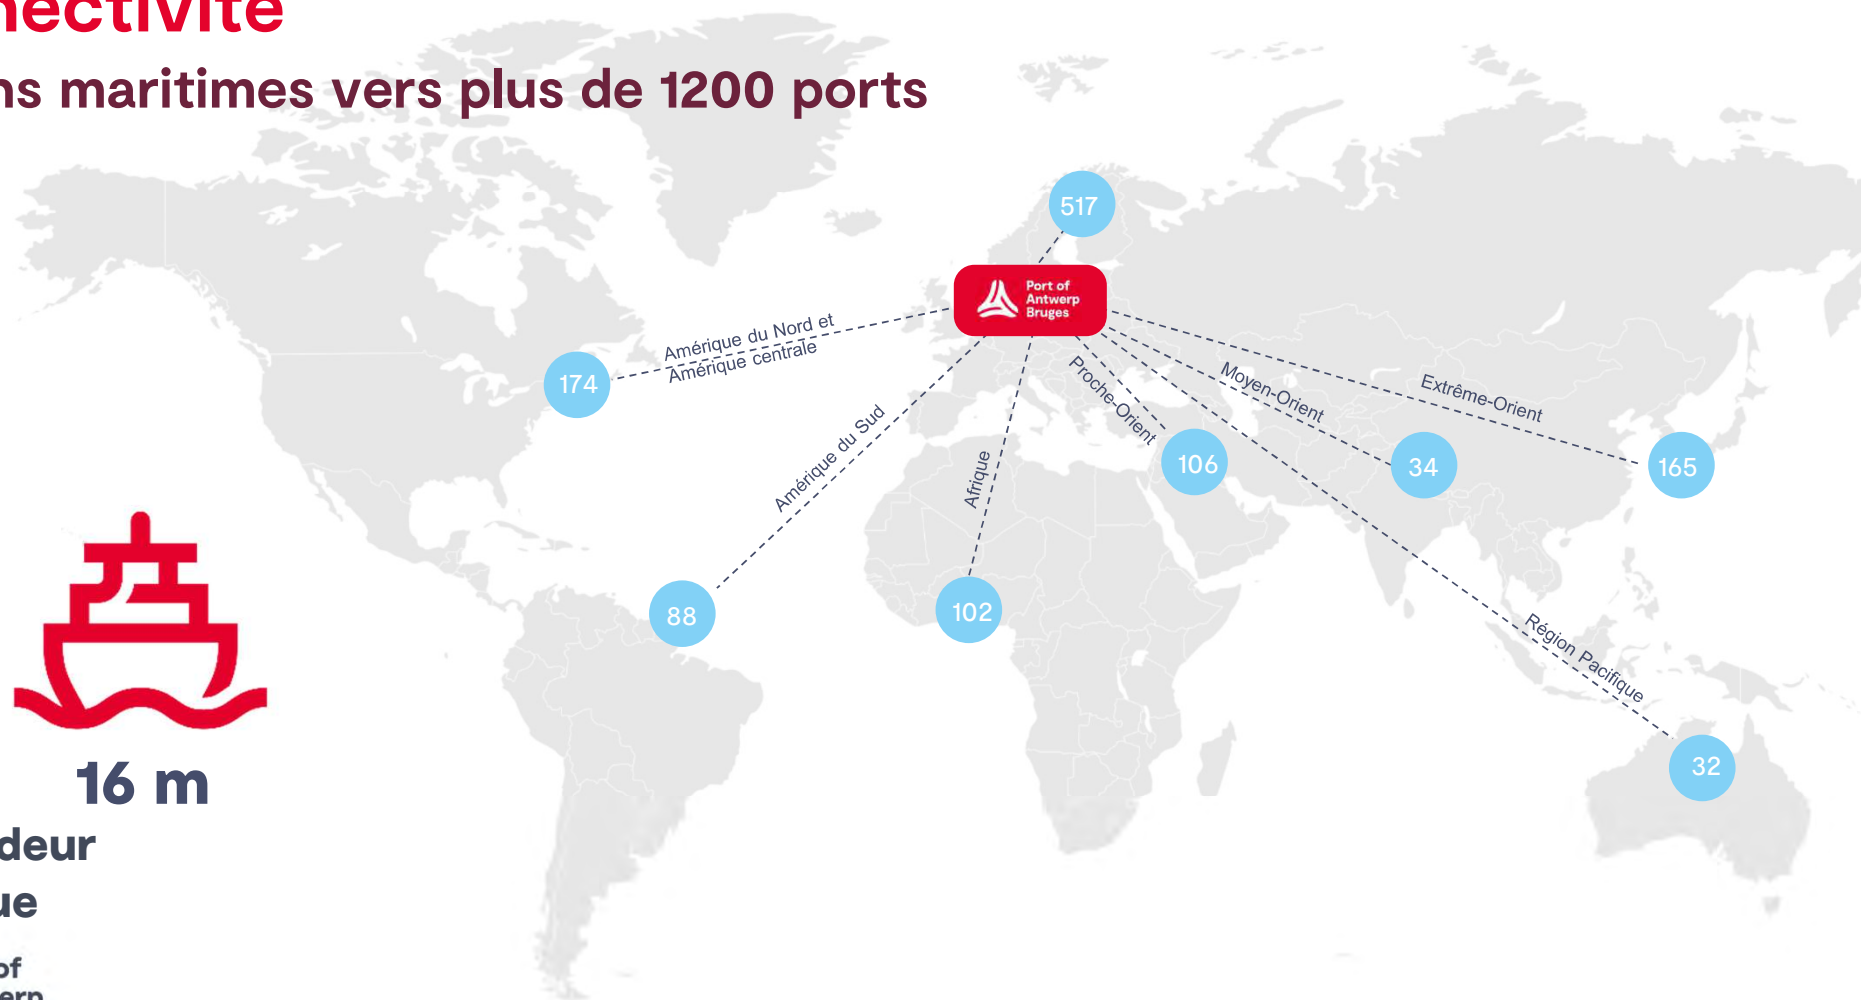 nectivité
ns maritimes vers plus de 1200 ports
517
Port of
Antwerp
Bruges
Amérique du Nord et
Amérique centrale
174
Amérique du Sud
88
Afrique
102
Proche-Orient
106
Moyen-Orient
34
Extrême-Orient
165
Région Pacifique
32
16 m
deur
ue
of